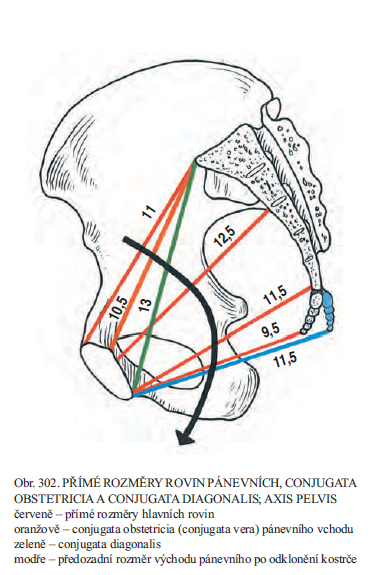 11
12,5
10,5
13
11,5
9,5
11,5
Obr. 302. PŘÍMÉ ROZMĚRY ROVIN PÁNEVNÍCH, CONJUGATA
OBSTETRICIA A CONJUGATA DIAGONALIS; AXIS PELVIS
červeně – přímé rozměry hlavních rovin
oranžově – conjugata obstetricia (conjugata vera) pánevního vchodu
zeleně – conjugata diagonalis
modře – předozadní rozměr východu pánevního po odklonění kostrče